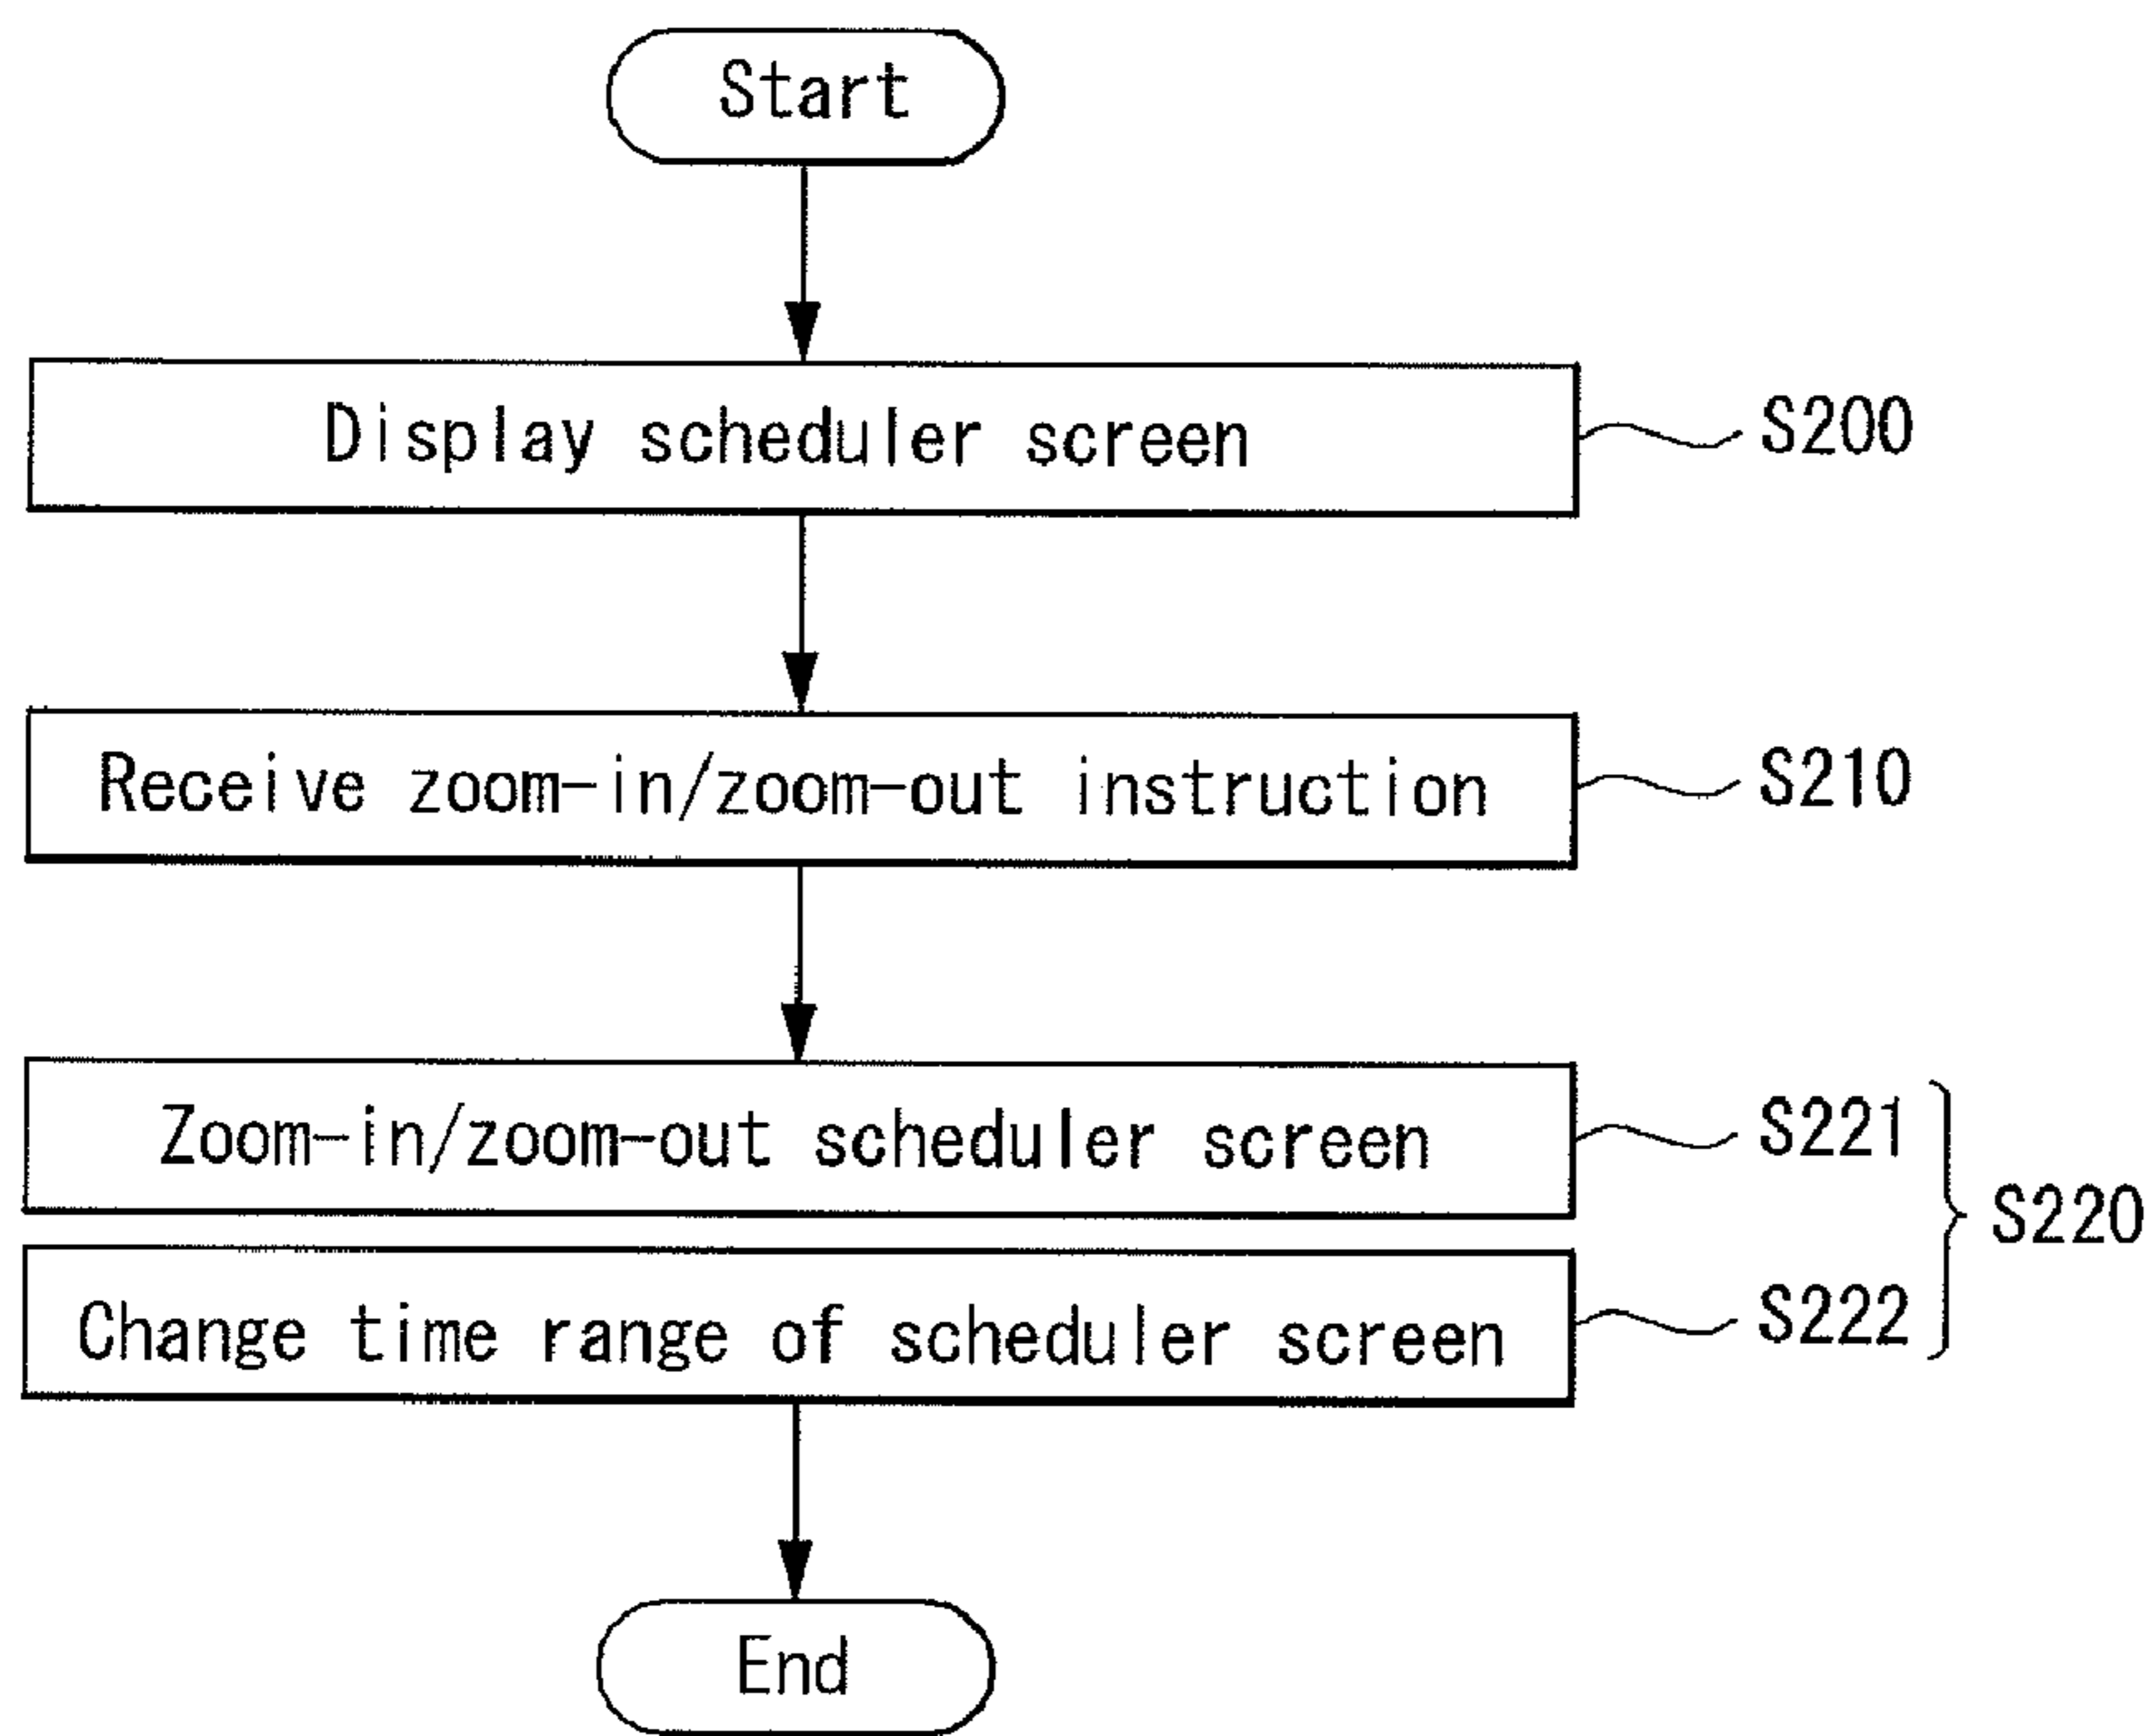 Start
Display scheduler screen
S200
Receive zoom-in/zoom-out instruction
S210
Zoom-in/zoom-out scheduler screen
S221
S220
Change time range of scheduler screen
S222
End